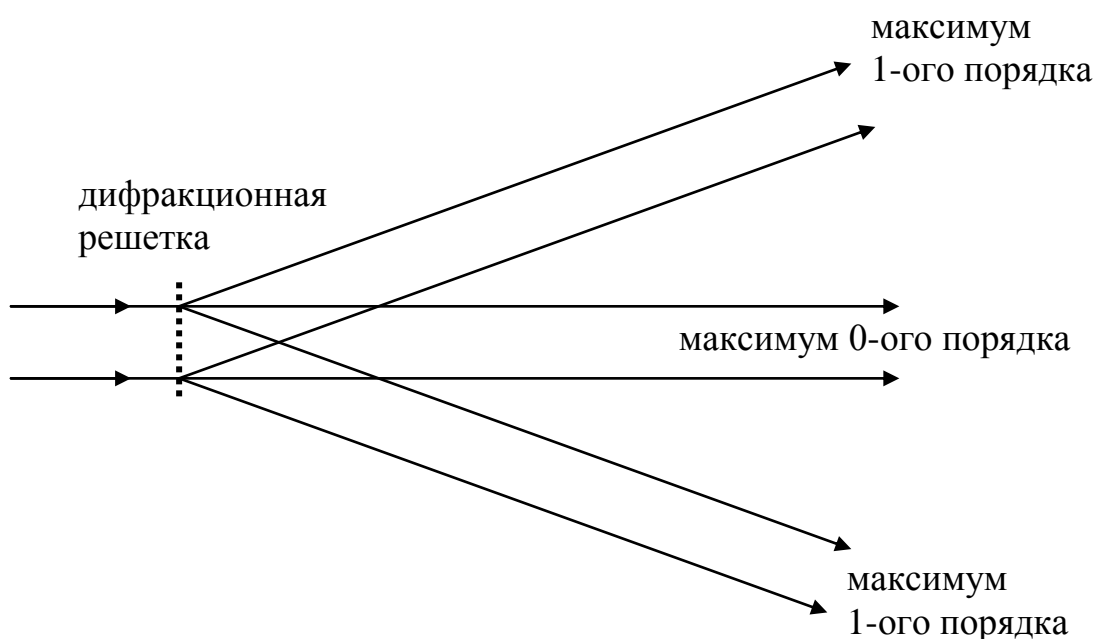 максимум
1-ого порядка
дифракционная
решетка
максимум 0-ого порядка
максимум
1-ого порядка